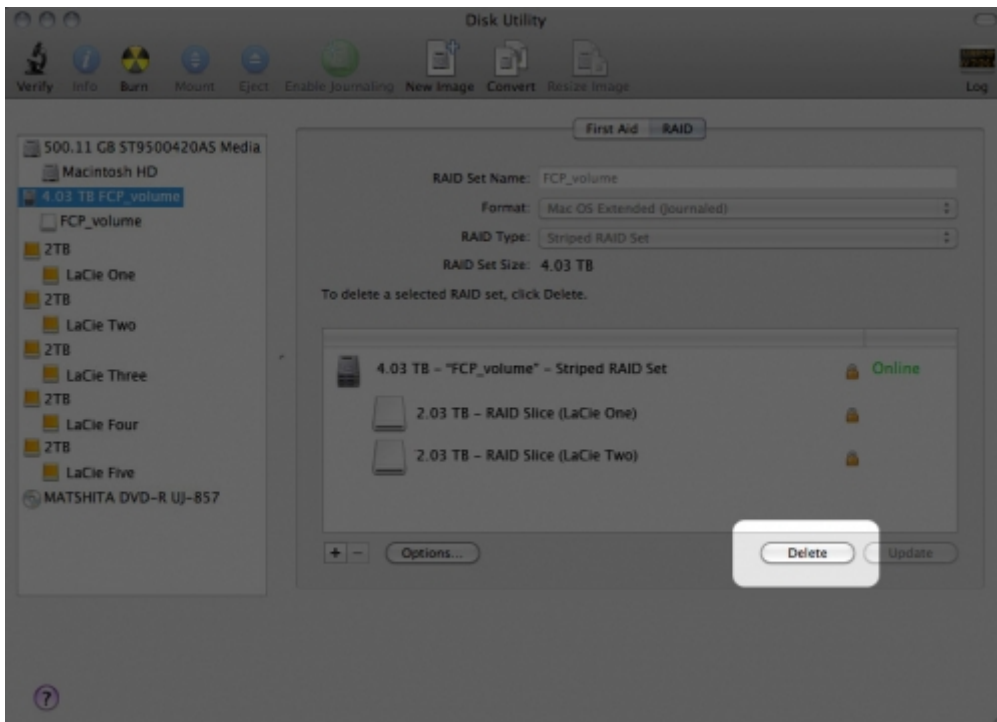 Disk Utility
Verify Info Burn Mount Eject Enable Journaling New Image Convert Resize Image Log
First Aid RAID
500.11 GB ST9500420AS Media
Macintosh HD
4.03 TB FCP_volume
FCP_volume
2TB
LaCie One
2TB
LaCie Two
2TB
LaCie Three
2TB
LaCie Four
2TB
LaCie Five
MATSHITA DVD-R UJ-857
RAID Set Name: FCP_volume
Format: Mac OS Extended (Journaled)
RAID Type: Striped RAID Set
RAID Set Size: 4.03 TB
To delete a selected RAID set, click Delete.
4.03 TB – "FCP_volume" – Striped RAID Set Online
2.03 TB – RAID Slice (LaCie One)
2.03 TB – RAID Slice (LaCie Two)
+ – Options... Delete Update
?